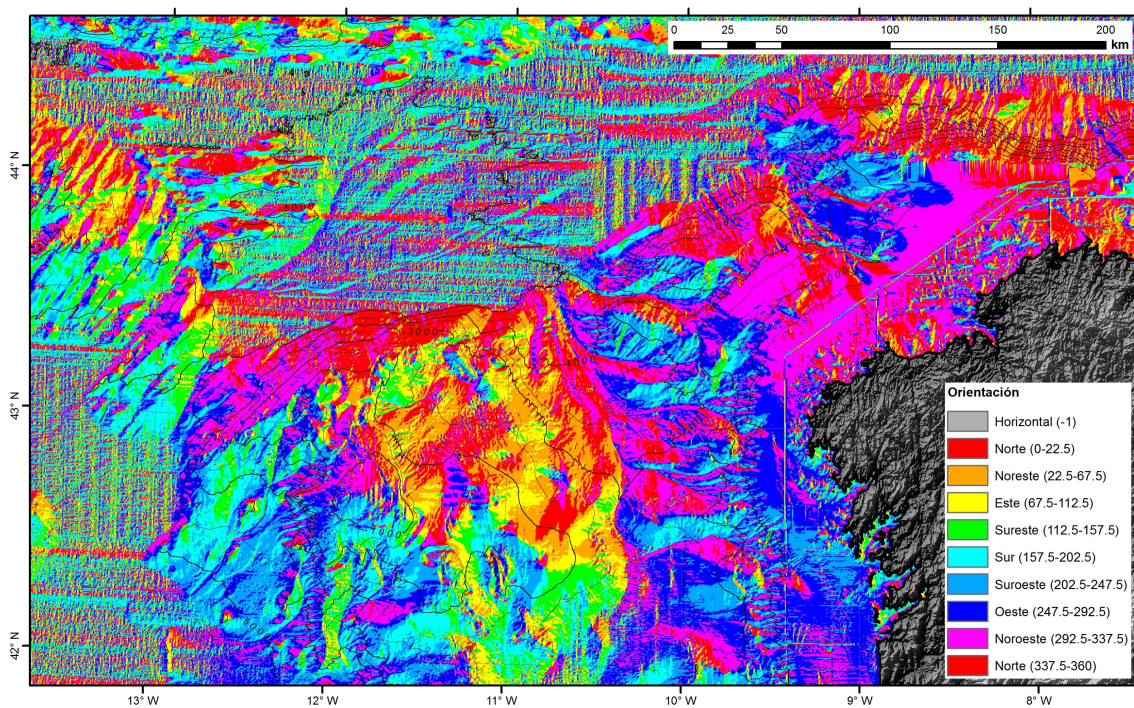 0 25 50 100 150 200
km
44° N
43° N
42° N
3000
Orientación
Horizontal (-1)
Norte (0-22.5)
Noreste (22.5-67.5)
Este (67.5-112.5)
Sureste (112.5-157.5)
Sur (157.5-202.5)
Suroeste (202.5-247.5)
Oeste (247.5-292.5)
Noroeste (292.5-337.5)
Norte (337.5-360)
13° W 12° W 11° W 10° W 9° W 8° W